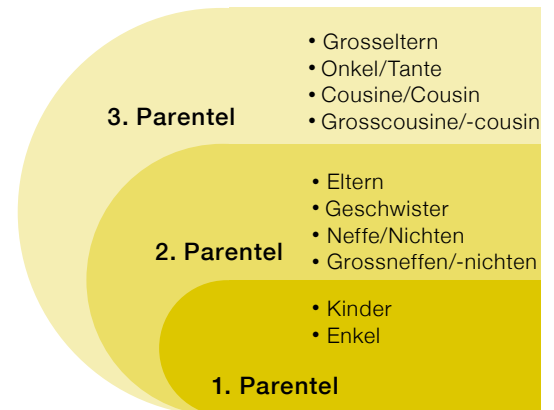 • Grosseltern
• Onkel/Tante
• Cousine/Cousin
• Grosscousine/-cousin
3. Parentel
• Eltern
• Geschwister
• Neffe/Nichten
• Grossneffen/-nichten
2. Parentel
• Kinder
• Enkel
1. Parentel